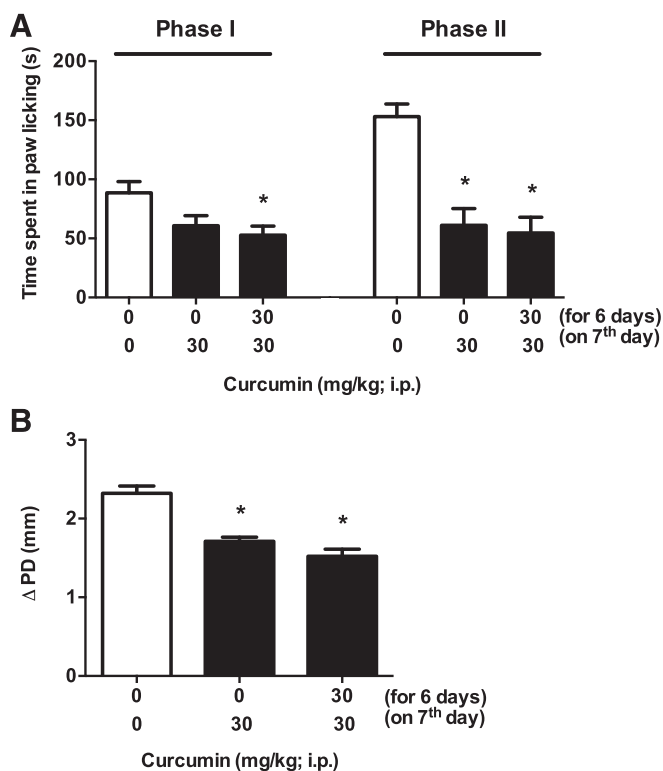 A
Phase I Phase II
Time spent in paw licking (s)
200
150
100
50
0
*
* *
0 0 30 0 0 30 (for 6 days)
0 30 30 0 30 30 (on 7th day)
Curcumin (mg/kg; i.p.)
B
Δ PD (mm)
3
2
1
0
* *
0 0 30 (for 6 days)
0 30 30 (on 7th day)
Curcumin (mg/kg; i.p.)